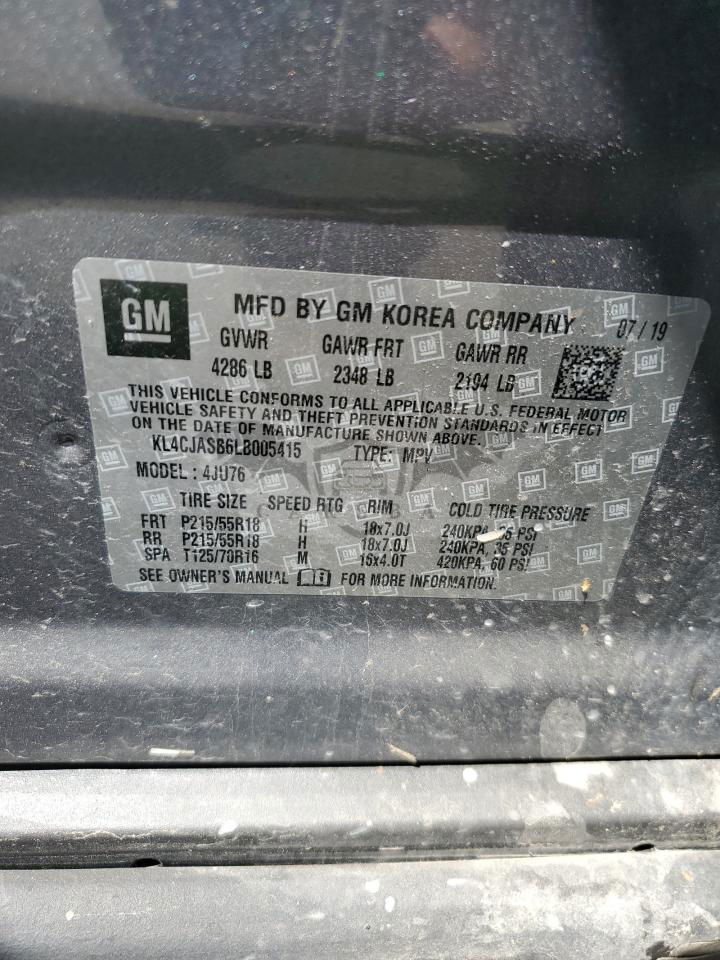 GM MFD BY GM KOREA COMPANY 07/19
GVWR GAWR FRT GAWR RR
4286 LB 2348 LB 2194 LB
THIS VEHICLE CONFORMS TO ALL APPLICABLE U.S. FEDERAL MOTOR
VEHICLE SAFETY AND THEFT PREVENTION STANDARDS IN EFFECT
ON THE DATE OF MANUFACTURE SHOWN ABOVE.
KL4CJASB6LB005415 TYPE: MPV
MODEL: 4JU76
TIRE SIZE SPEED RTG RIM COLD TIRE PRESSURE
FRT P215/55R18 H 18x7.0J 240KPA, 35 PSI
RR P215/55R18 H 18x7.0J 240KPA, 35 PSI
SPA T125/70R16 M 16x4.0T 420KPA, 60 PSI
SEE OWNER'S MANUAL FOR MORE INFORMATION.